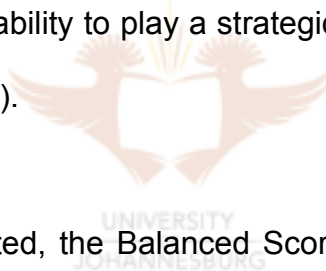 ability to play a strategic
).
UNIVERSITY
JOHANNESBURG
ted, the Balanced Scor